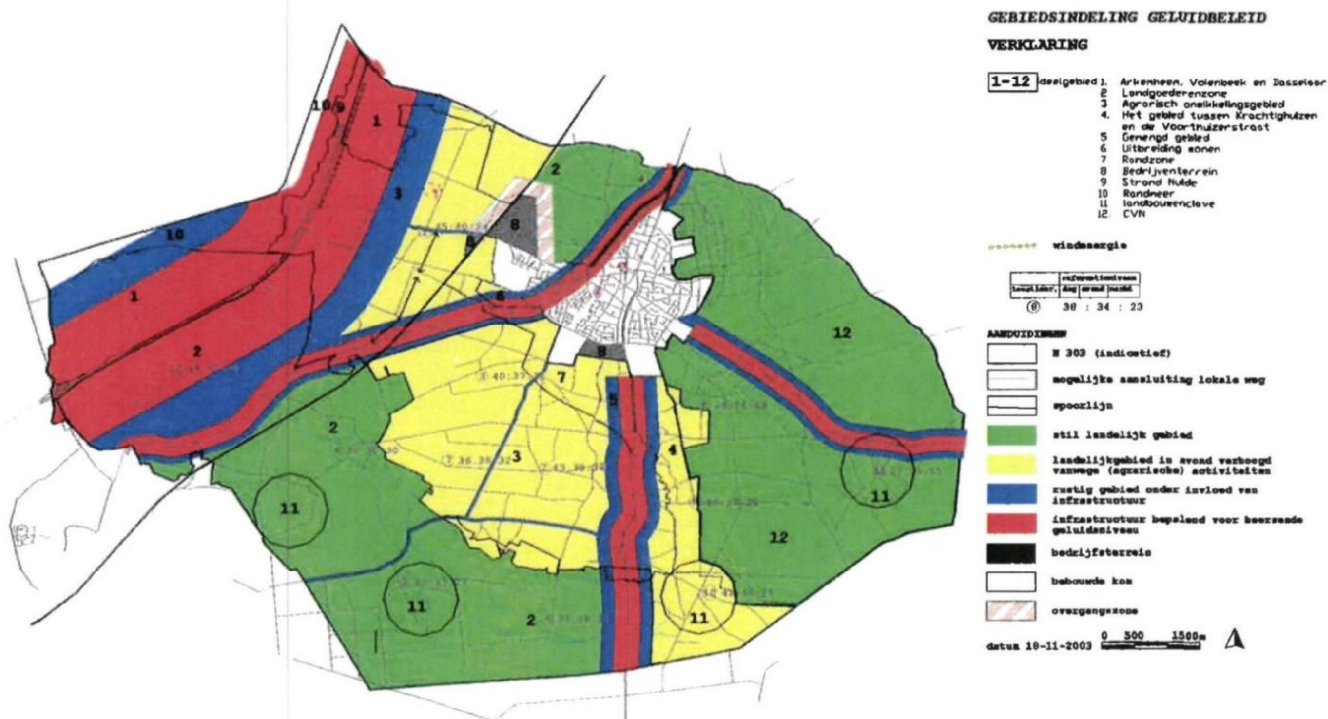 GEBIEDSINDELING GELUIDBELEID
VERKLARING
1-12 deelgebied 1. Arkemheem, Volenbeek en Dasselaar
2 Landgoederenzone
3 Agrarisch ontwikkelingsgebied
4. Het gebied tussen Krachtighuizen
en de Voorthuizerstraat
5 Gemengd gebied
6 Uitbreiding wonen
7 Randzone
8 Bedrijventerrein
9 Strand Nulde
10 Randmeer
11 landbouwenclave
12. CVN
windenergie
referentieniveau
dag avond nacht
8 38 : 34 : 23
AANDUIDINGEN
N 303 (indicatief)
mogelijke aansluiting lokale weg
spoorlijn
stil landelijk gebied
landelijkgebied in avond verhoogd
vanwege (agrarische) activiteiten
rustig gebied onder invloed van
infrastructuur
infrastructuur bepalend voor heersende
geluidsniveau
bedrijfsterrein
bebouwde kom
overgangszone
datum 18-11-2003 0 500 1500m
10/9
1
2
3
8
10
8
6
1
12
2
8
7
5
2
3
4
11
11
12
11
2
11